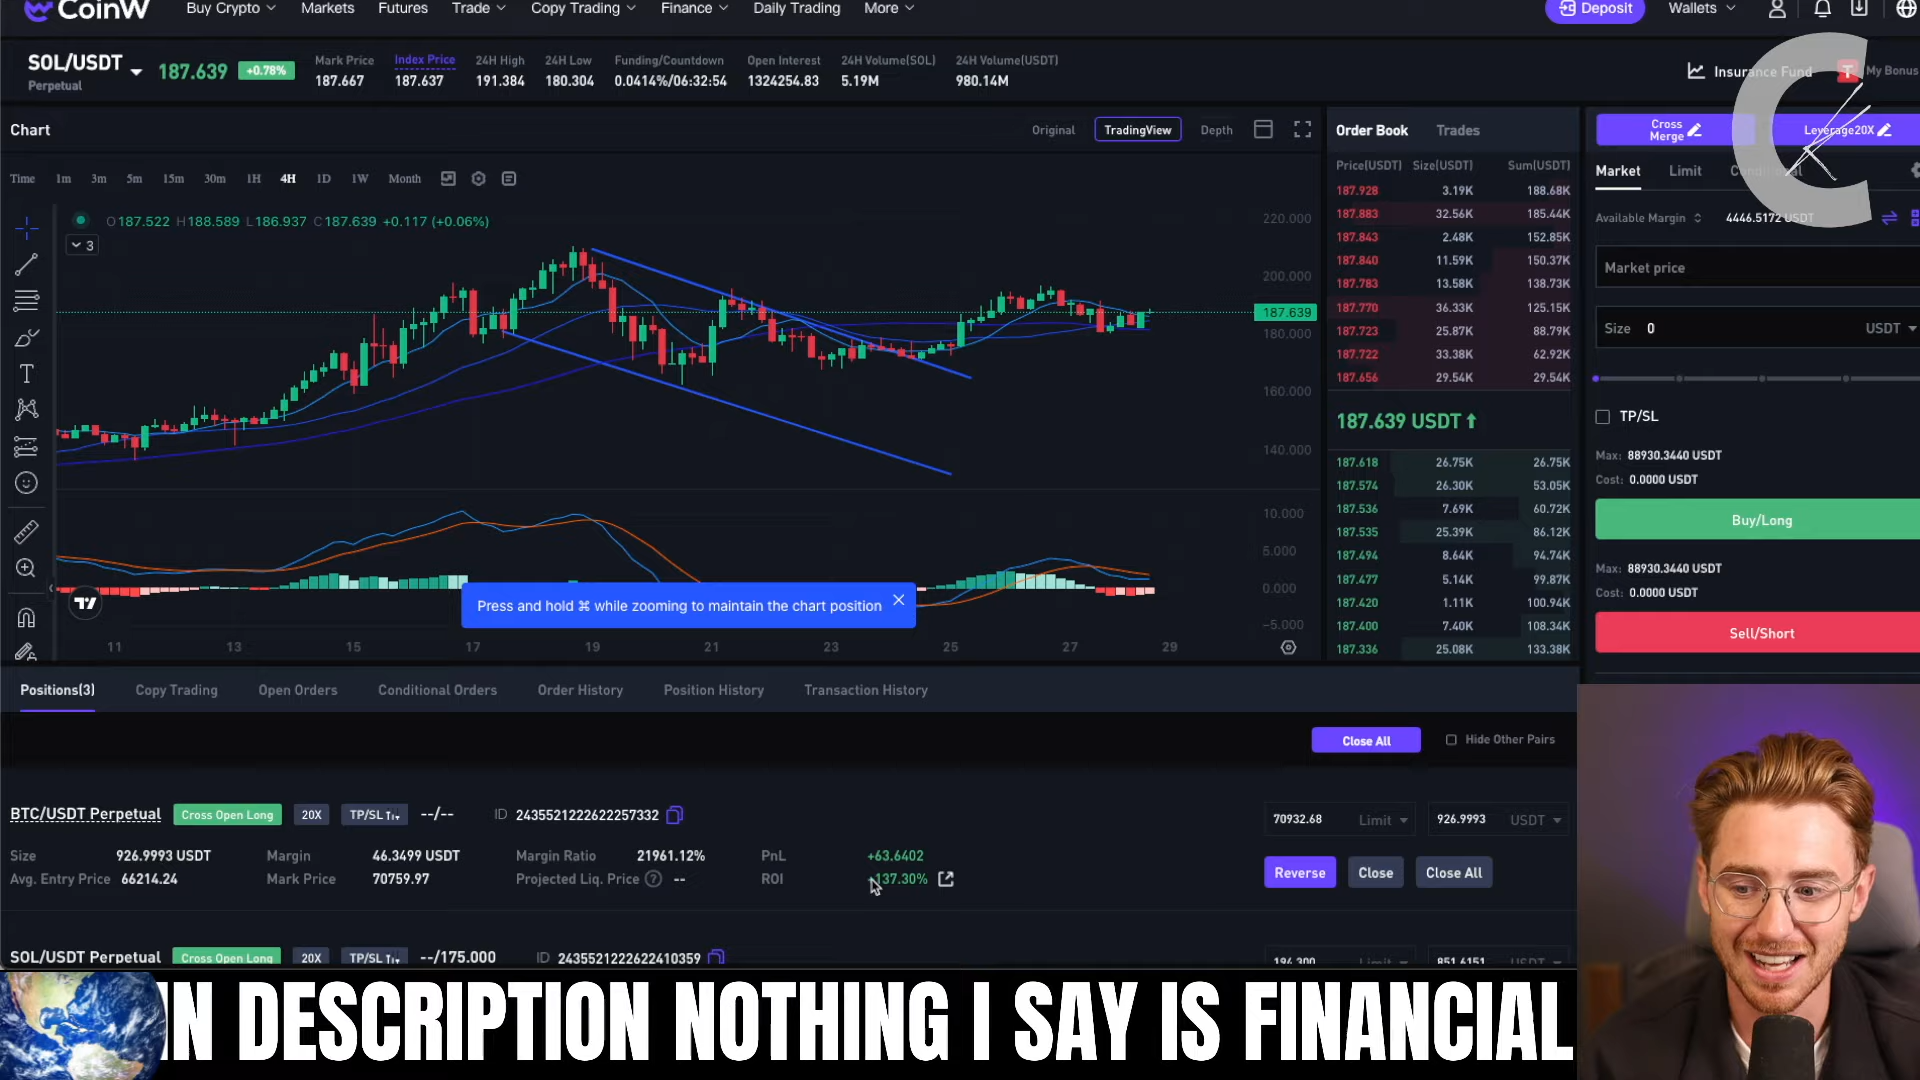 CoinW Buy Crypto Markets Futures Trade Copy Trading Finance Daily Trading More Deposit Wallets
SOL/USDT 187.639 +0.78%
Perpetual
Mark Price Index Price 24H High 24H Low Funding/Countdown Open Interest 24H Volume(SOL) 24H Volume(USDT)
187.667 187.637 191.384 180.304 0.0414%/06:32:54 1324254.83 5.19M 980.14M
Insurance Fund T My Bonus
Chart Original TradingView Depth
Time 1m 3m 5m 15m 30m 1H 4H 1D 1W Month
O187.522 H188.589 L186.937 C187.639 +0.117 (+0.06%)
3
220.000
200.000
187.639
180.000
160.000
140.000
10.000
5.000
0.000
-5.000
Press and hold ⌘ while zooming to maintain the chart position
11 13 15 17 19 21 23 25 27 29
Order Book Trades
Price(USDT) Size(USDT) Sum(USDT)
187.928 3.19K 188.68K
187.883 32.56K 185.44K
187.843 2.48K 152.85K
187.840 11.59K 150.37K
187.783 13.58K 138.73K
187.770 36.33K 125.15K
187.723 25.87K 88.79K
187.722 33.38K 62.92K
187.656 29.54K 29.54K
187.639 USDT
187.618 26.75K 26.75K
187.574 26.30K 53.05K
187.536 7.69K 60.72K
187.535 25.39K 86.12K
187.494 8.64K 94.74K
187.477 5.14K 99.87K
187.420 1.11K 100.94K
187.400 7.40K 108.34K
187.336 25.08K 133.38K
Cross
Merge
Leverage20X
Market Limit
Available Margin 4446.5172 USDT
Market price
Size 0 USDT
TP/SL
Max: 88930.3440 USDT
Cost: 0.0000 USDT
Buy/Long
Max: 88930.3440 USDT
Cost: 0.0000 USDT
Sell/Short
Positions(3) Copy Trading Open Orders Conditional Orders Order History Position History Transaction History
Close All Hide Other Pairs
BTC/USDT Perpetual Cross Open Long 20X TP/SL --/-- ID 2435521222622257332
70932.68 Limit 926.9993 USDT
Size 926.9993 USDT Margin 46.3499 USDT Margin Ratio 21961.12% PnL +63.6402
Avg. Entry Price 66214.24 Mark Price 70759.97 Projected Liq. Price -- ROI +137.30%
Reverse Close Close All
SOL/USDT Perpetual Cross Open Long 20X TP/SL --/175.000 ID 2435521222622410359
194.300 Limit 851.6151 USDT
IN DESCRIPTION NOTHING I SAY IS FINANCIAL